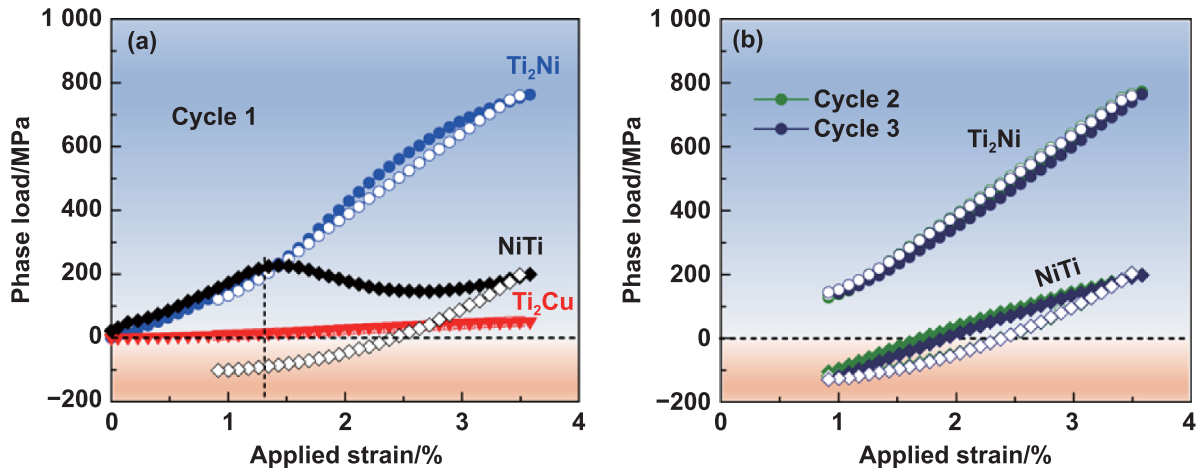 (a)
Cycle 1
Ti₂Ni
NiTi
Ti₂Cu
1 000
800
600
400
200
0
−200
Phase load/MPa
0
1
2
3
4
Applied strain/%
(b)
Cycle 2
Cycle 3
Ti₂Ni
NiTi
1 000
800
600
400
200
0
−200
Phase load/MPa
0
1
2
3
4
Applied strain/%